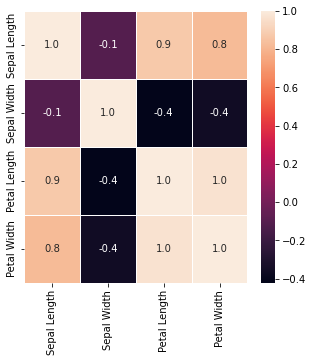 Sepal Length
1.0 -0.1 0.9 0.8
Sepal Width
-0.1 1.0 -0.4 -0.4
Petal Length
0.9 -0.4 1.0 1.0
Petal Width
0.8 -0.4 1.0 1.0
Sepal Length
Sepal Width
Petal Length
Petal Width
1.0
0.8
0.6
0.4
0.2
0.0
−0.2
−0.4